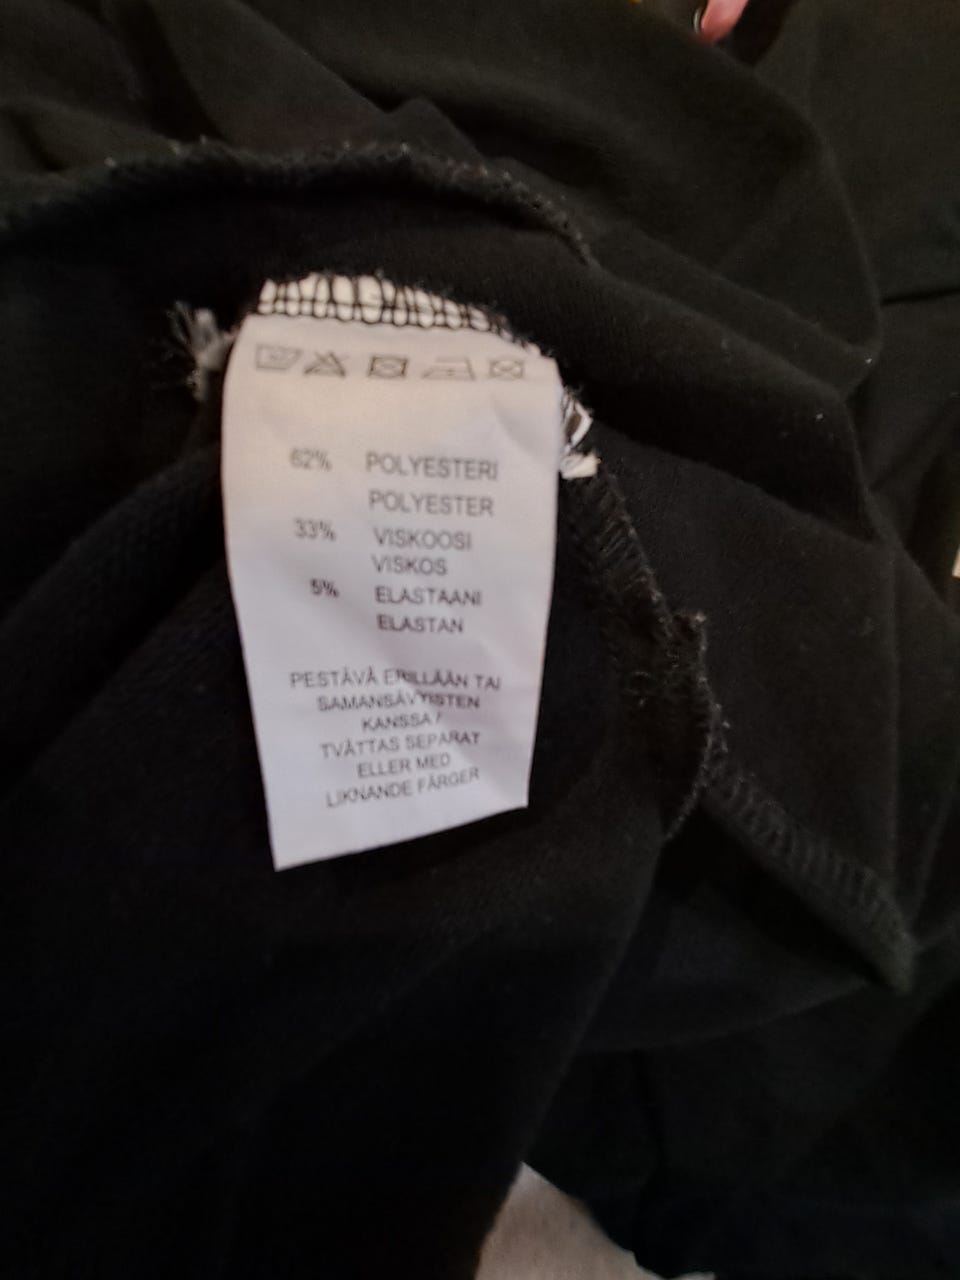 62% POLYESTERI
POLYESTER
33% VISKOOSI
VISKOS
5% ELASTAANI
ELASTAN
PESTÄVÄ ERILLÄÄN TAI
SAMANSÄVYISTEN
KANSSA /
TVÄTTAS SEPARAT
ELLER MED
LIKNANDE FÄRGER